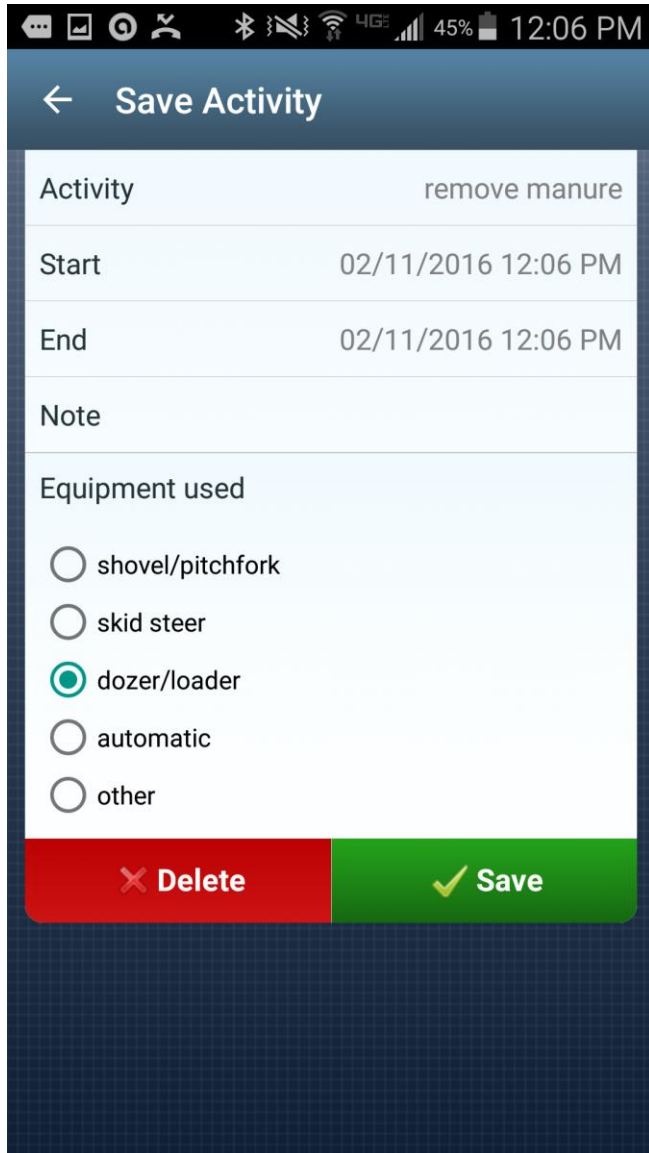 4G 45% 12:06 PM
Save Activity
Activity remove manure
Start 02/11/2016 12:06 PM
End 02/11/2016 12:06 PM
Note
Equipment used
shovel/pitchfork
skid steer
dozer/loader
automatic
other
Delete Save